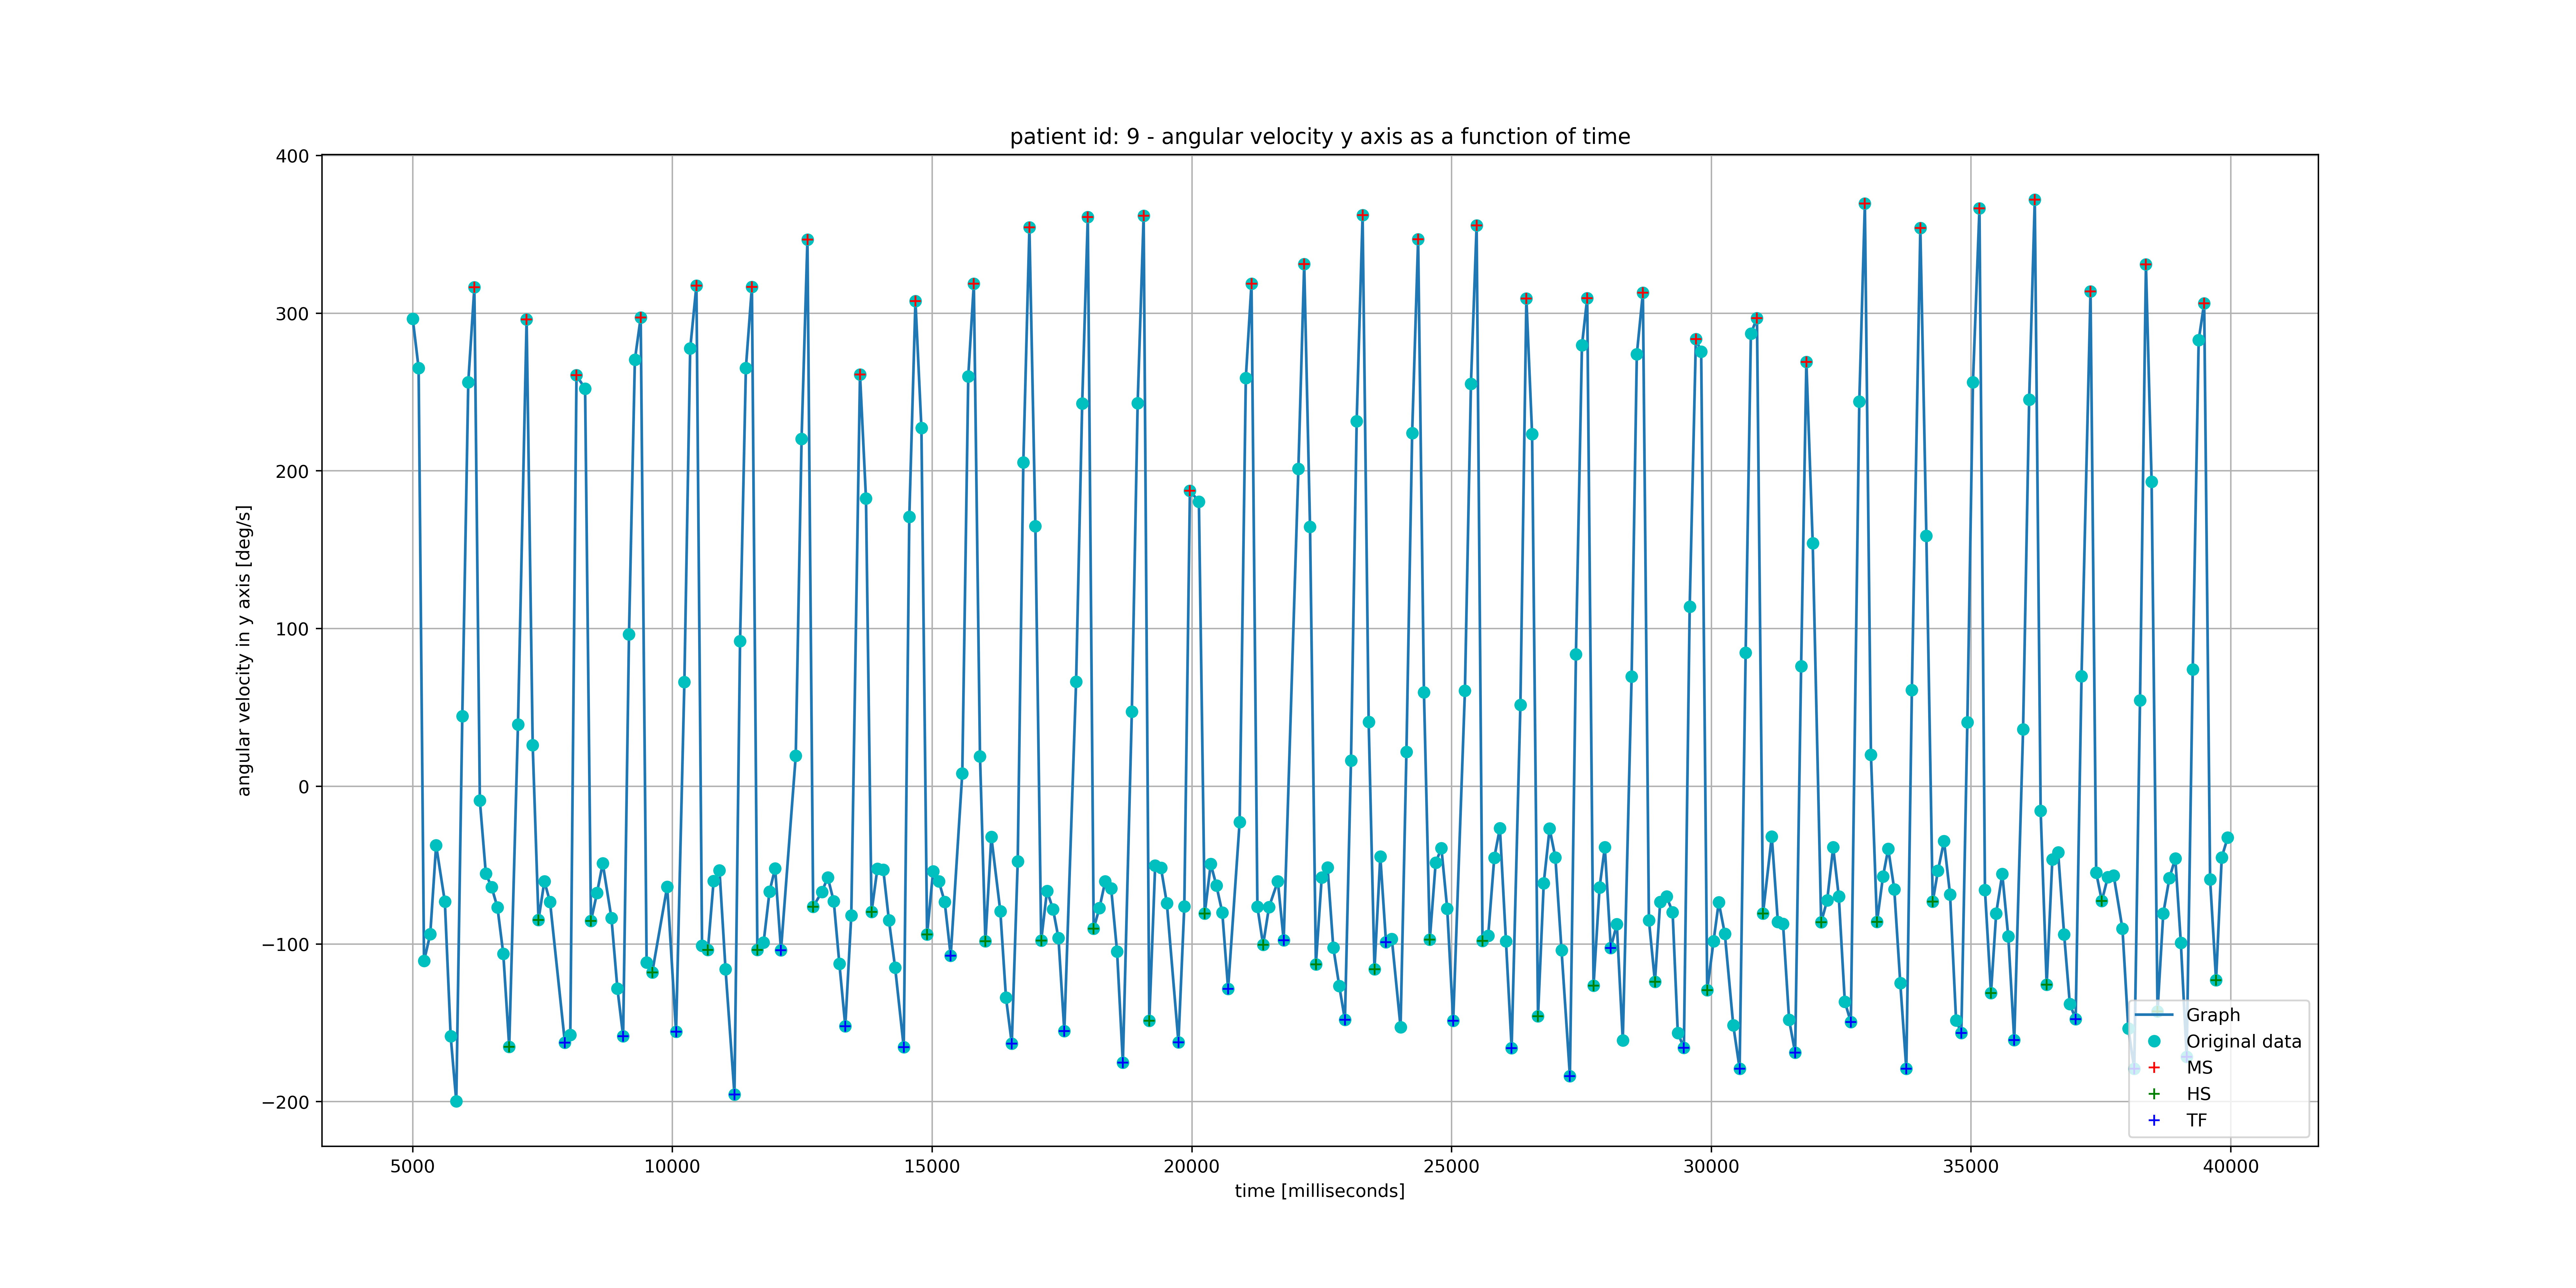 patient id: 9 - angular velocity y axis as a function of time
400
300
200
100
0
−100
−200
angular velocity in y axis [deg/s]
5000 10000 15000 20000 25000 30000 35000 40000
time [milliseconds]
Graph
Original data
MS
HS
TF